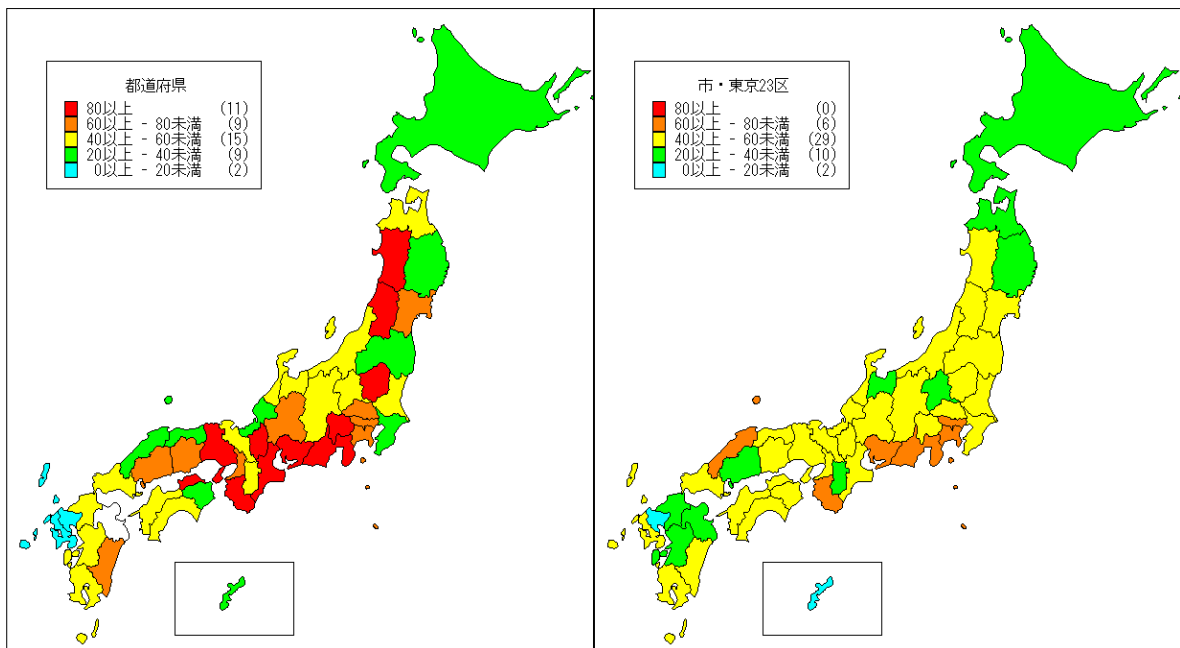 都道府県
80以上 (11)
60以上 - 80未満 (9)
40以上 - 60未満 (15)
20以上 - 40未満 (9)
0以上 - 20未満 (2)
市・東京23区
80以上 (0)
60以上 - 80未満 (6)
40以上 - 60未満 (29)
20以上 - 40未満 (10)
0以上 - 20未満 (2)